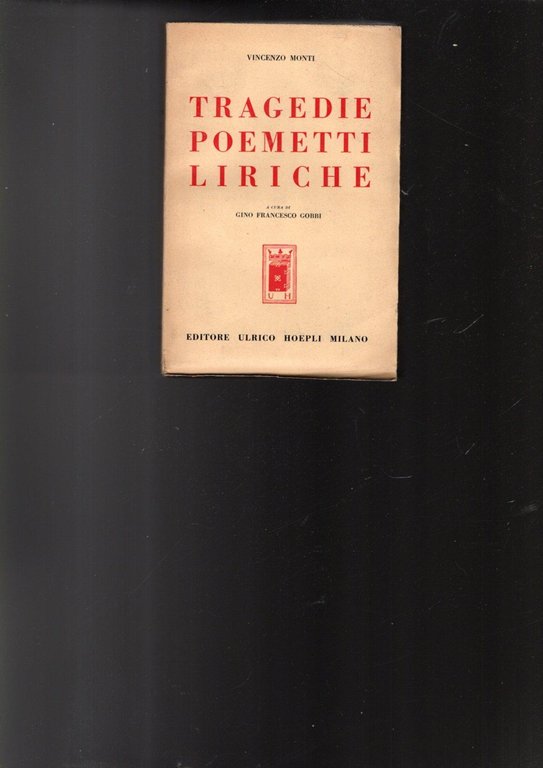 VINCENZO MONTI
TRAGEDIE
POEMETTI
LIRICHE
A CURA DI
GINO FRANCESCO GOBBI
U H
EDITORE ULRICO HOEPLI MILANO